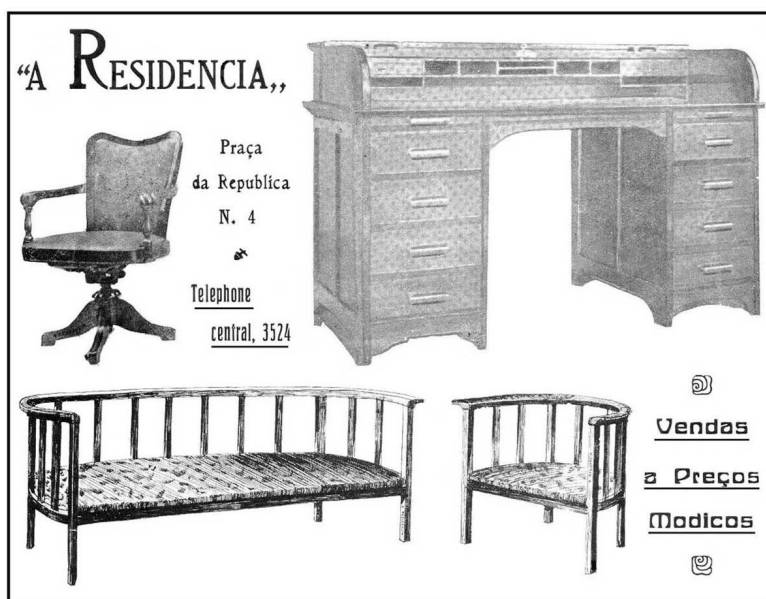 “A RESIDENCIA„
Praça
da Republica
N. 4
Telephone
central, 3524
Vendas
a Preços
Modicos